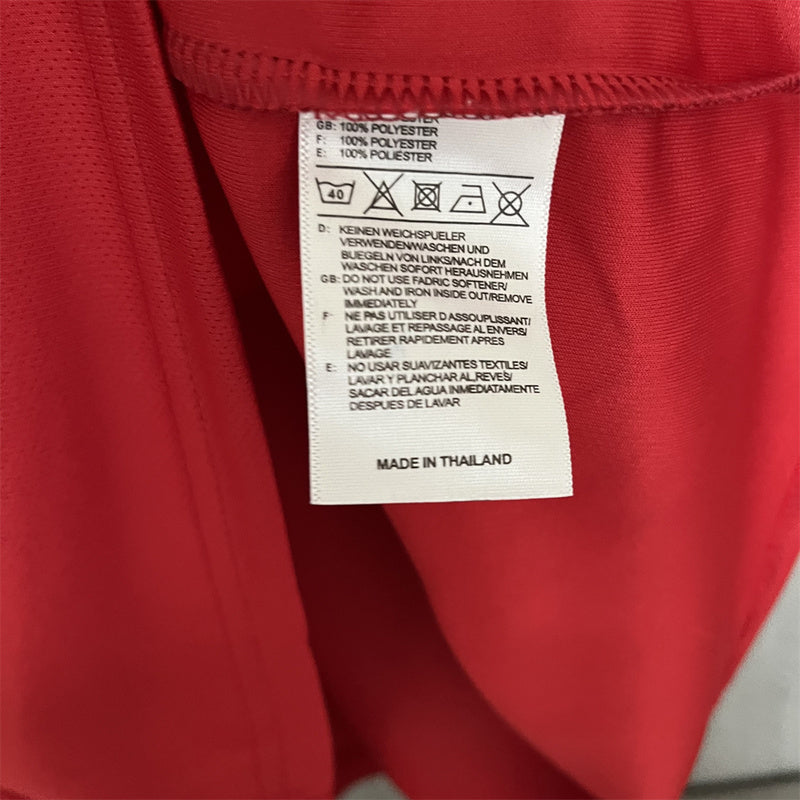 GB: 100% POLYESTER
F: 100% POLYESTER
E: 100% POLIESTER
40
D: KEINEN WEICHSPUELER
VERWENDEN/WASCHEN UND
BUEGELN VON LINKS/NACH DEM
WASCHEN SOFORT HERAUSNEHMEN
GB: DO NOT USE FADRIC SOFTENER/
WASH AND IRON INSIDE OUT/REMOVE
IMMEDIATELY
F: NE PAS UTILISER D ASSOUPLISSANT/
LAVAGE ET REPASSAGE AL ENVERS/
RETIRER RAPIDEMENT APRES
LAVAGE
E: NO USAR SUAVIZANTES TEXTILES/
LAVAR Y PLANCHAR AL,REVES/
SACAR DEL AGUA INMEDIATAMENTE
DESPUES DE LAVAR
MADE IN THAILAND